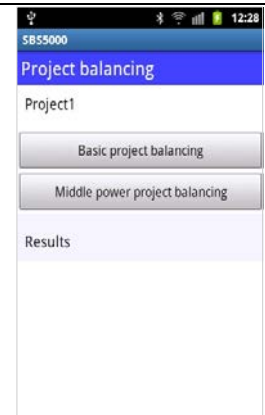 12:28
SBS5000
Project balancing
Project1
Basic project balancing
Middle power project balancing
Results